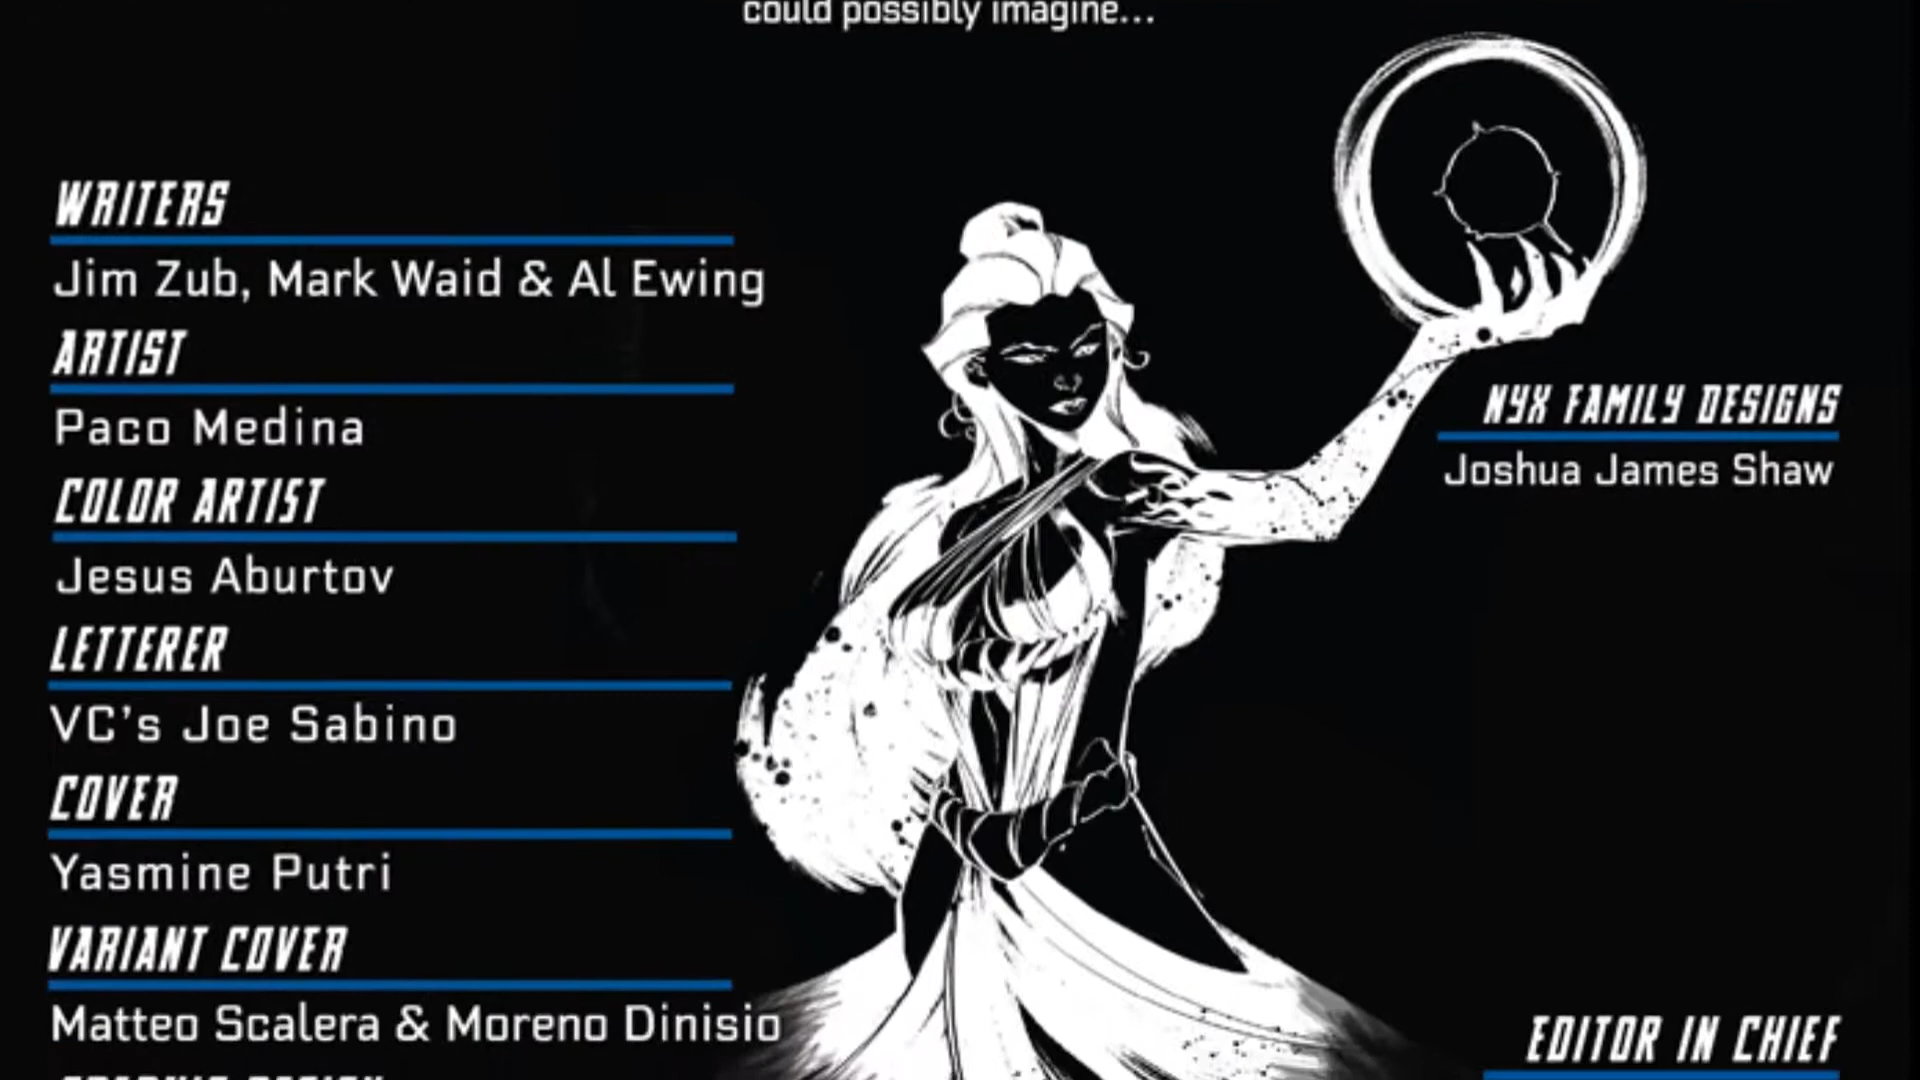 could possibly imagine...
WRITERS
Jim Zub, Mark Waid & Al Ewing
ARTIST
Paco Medina
COLOR ARTIST
Jesus Aburtov
LETTERER
VC's Joe Sabino
COVER
Yasmine Putri
VARIANT COVER
Matteo Scalera & Moreno Dinisio
NYX FAMILY DESIGNS
Joshua James Shaw
EDITOR IN CHIEF